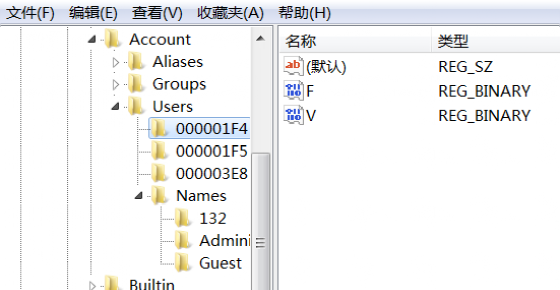 文件(F) 编辑(E) 查看(V) 收藏夹(A) 帮助(H)
Account
Aliases
Groups
Users
000001F4
000001F5
000003E8
Names
132
Admini
Guest
Builtin
名称 类型
(默认) REG_SZ
F REG_BINARY
V REG_BINARY